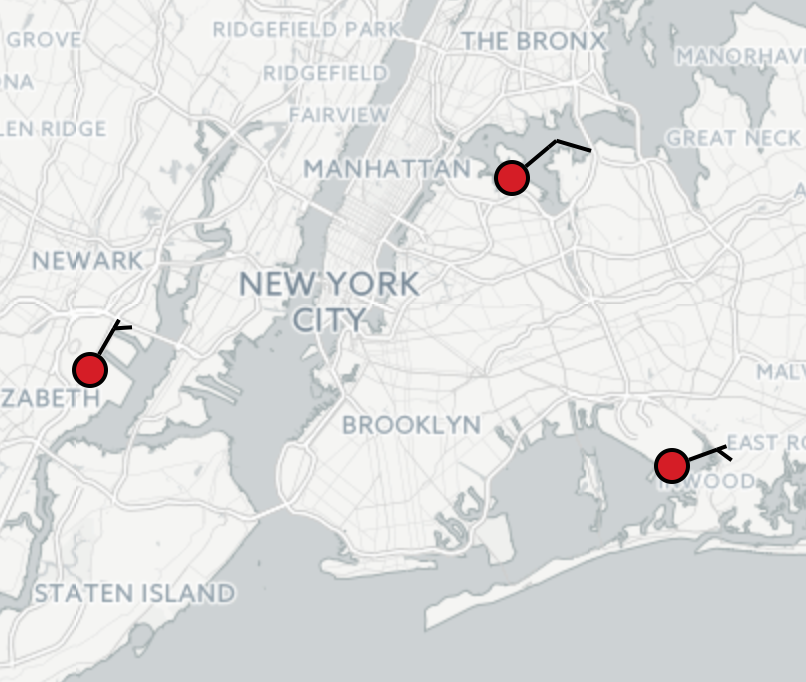 RIDGEFIELD PARK
GROVE
THE BRONX
MANORHAV
RIDGEFIELD
NA
FAIRVIEW
LEN RIDGE
GREAT NECK
MANHATTAN
A
NEWARK
NEW YORK
CITY
MALV
ZABETH
BROOKLYN
EAST RO
WOOD
STATEN ISLAND